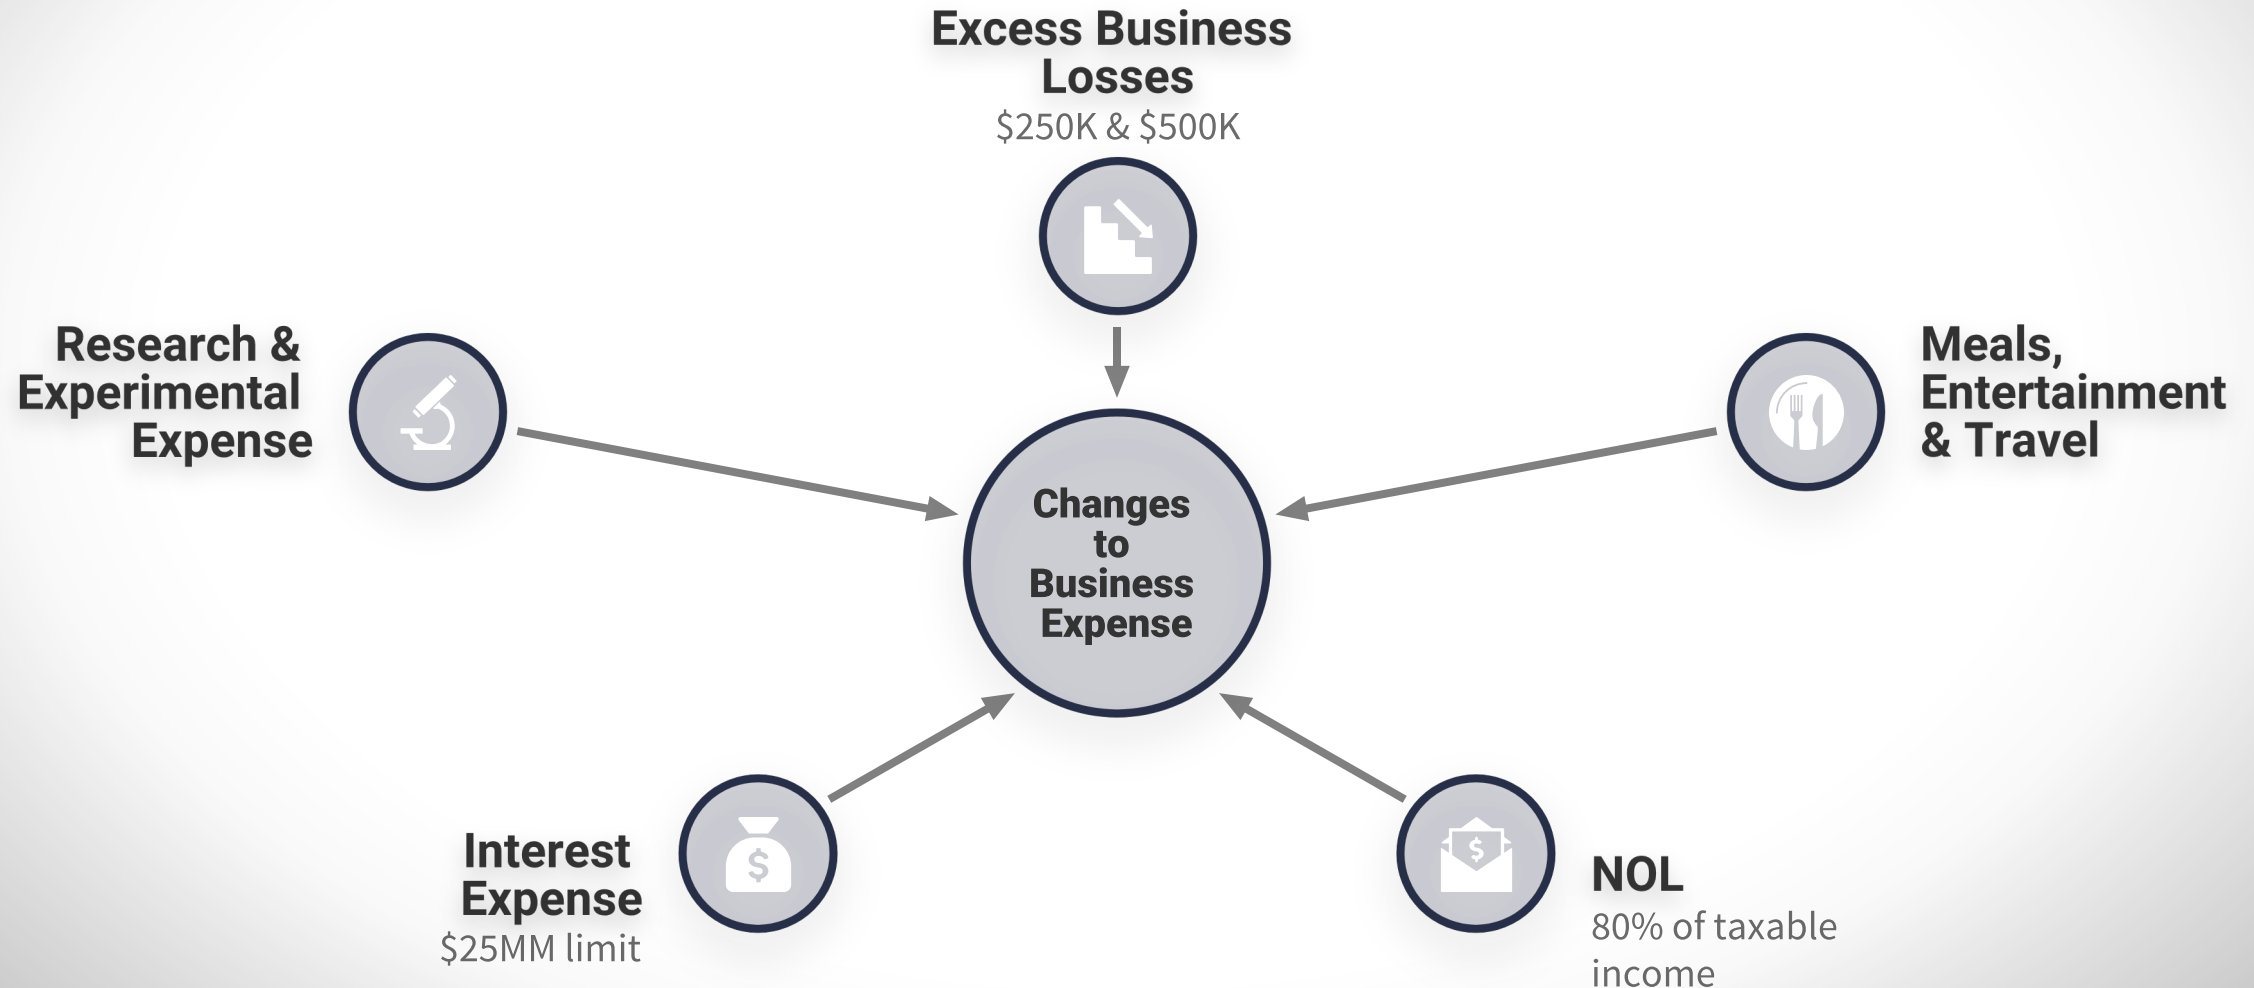 Excess Business
Losses
$250K & $500K
Research &
Experimental
Expense
Meals,
Entertainment
& Travel
Changes
to
Business
Expense
Interest
Expense
$25MM limit
$
$
NOL
80% of taxable
income